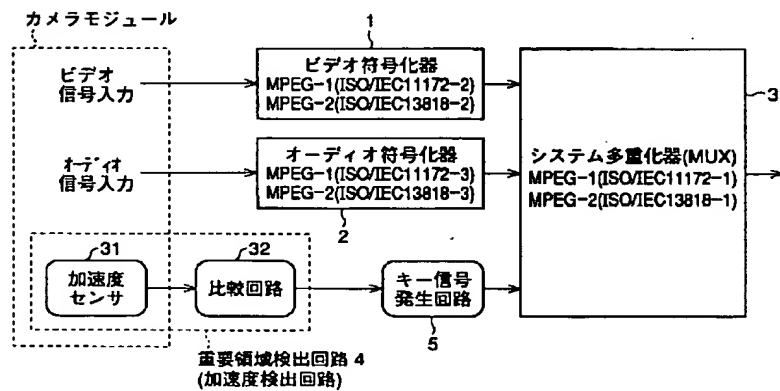 カメラモジュール
1
ビデオ
信号入力
ビデオ符号化器
MPEG-1(ISO/IEC11172-2)
MPEG-2(ISO/IEC13818-2)
3
オーディオ
信号入力
オーディオ符号化器
MPEG-1(ISO/IEC11172-3)
MPEG-2(ISO/IEC13818-3)
2
システム多重化器(MUX)
MPEG-1(ISO/IEC11172-1)
MPEG-2(ISO/IEC13818-1)
31
加速度
センサ
32
比較回路
キー信号
発生回路
5
重要領域検出回路 4
(加速度検出回路)